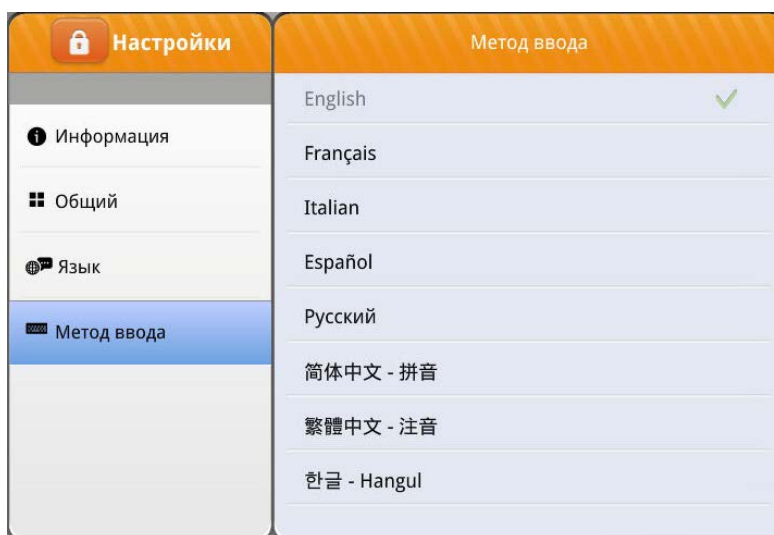 Настройки
Информация
Общий
Язык
Метод ввода
Метод ввода
English
Français
Italian
Español
Русский
简体中文 - 拼音
繁體中文 - 注音
한글 - Hangul